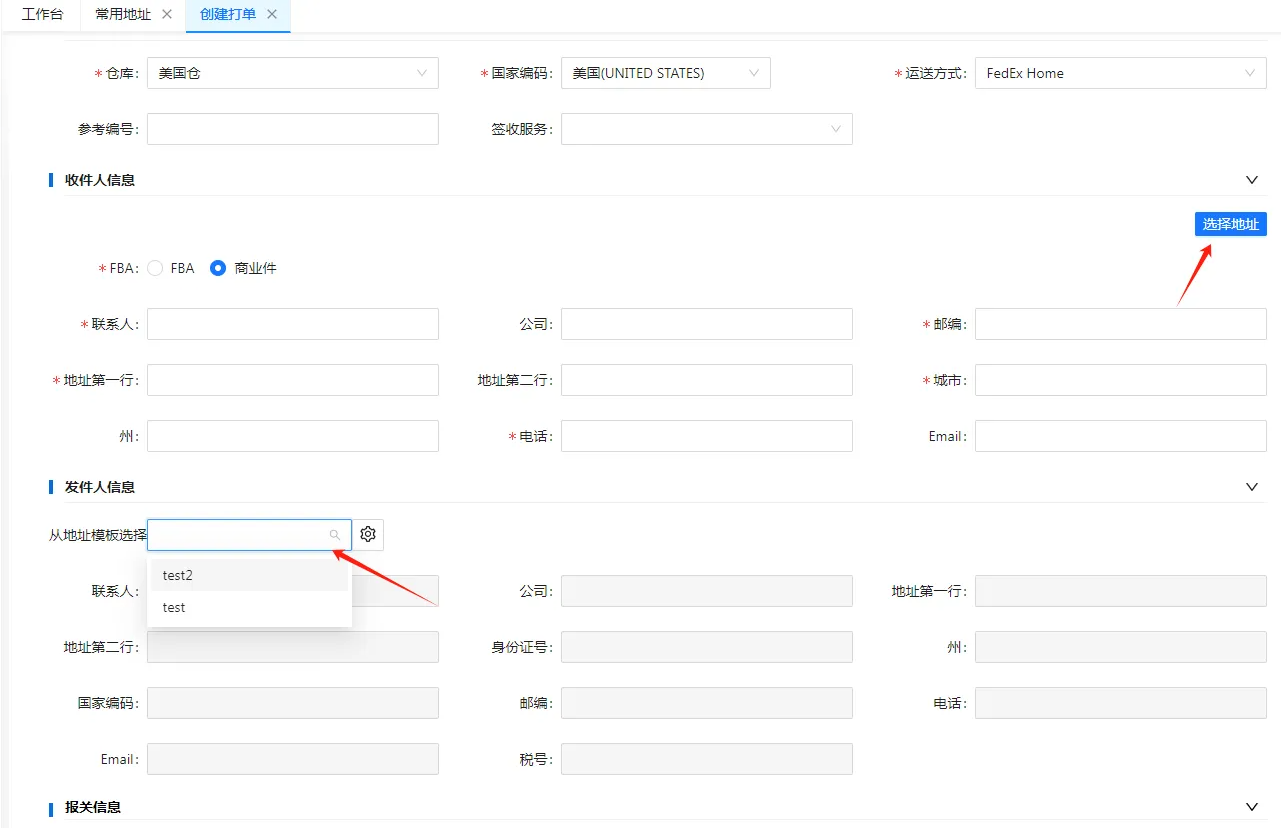 工作台 常用地址 创建打单
*仓库: 美国仓 *国家编码: 美国(UNITED STATES) *运送方式: FedEx Home
参考编号: 签收服务:
收件人信息
选择地址
*FBA: FBA 商业件
*联系人: 公司: *邮编:
*地址第一行: 地址第二行: *城市:
州: *电话: Email:
发件人信息
从地址模板选择
test2
联系人: 公司: 地址第一行:
test
地址第二行: 身份证号: 州:
国家编码: 邮编: 电话:
Email: 税号:
报关信息